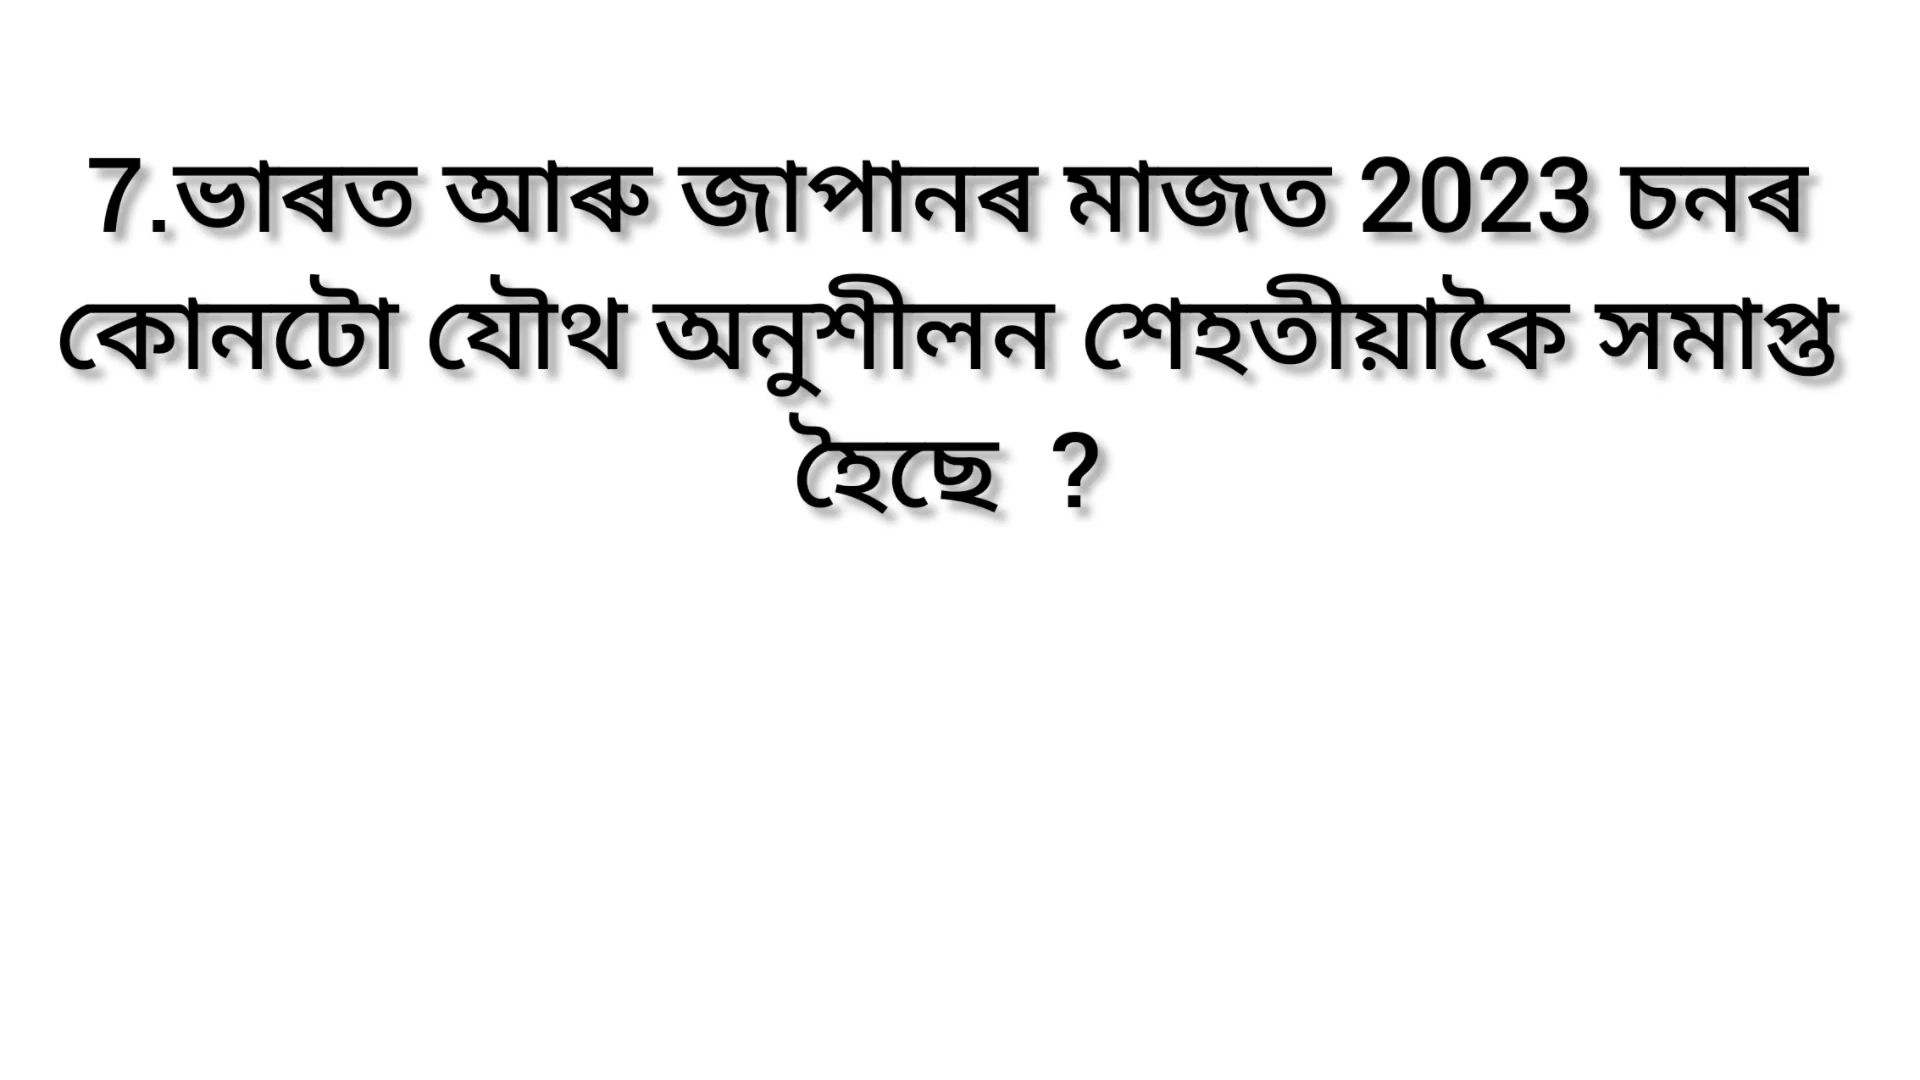 7.ভাৰত আৰু জাপানৰ মাজত 2023 চনৰ
কোনটো যৌথ অনুশীলন শেহতীয়াকৈ সমাপ্ত
হৈছে ?